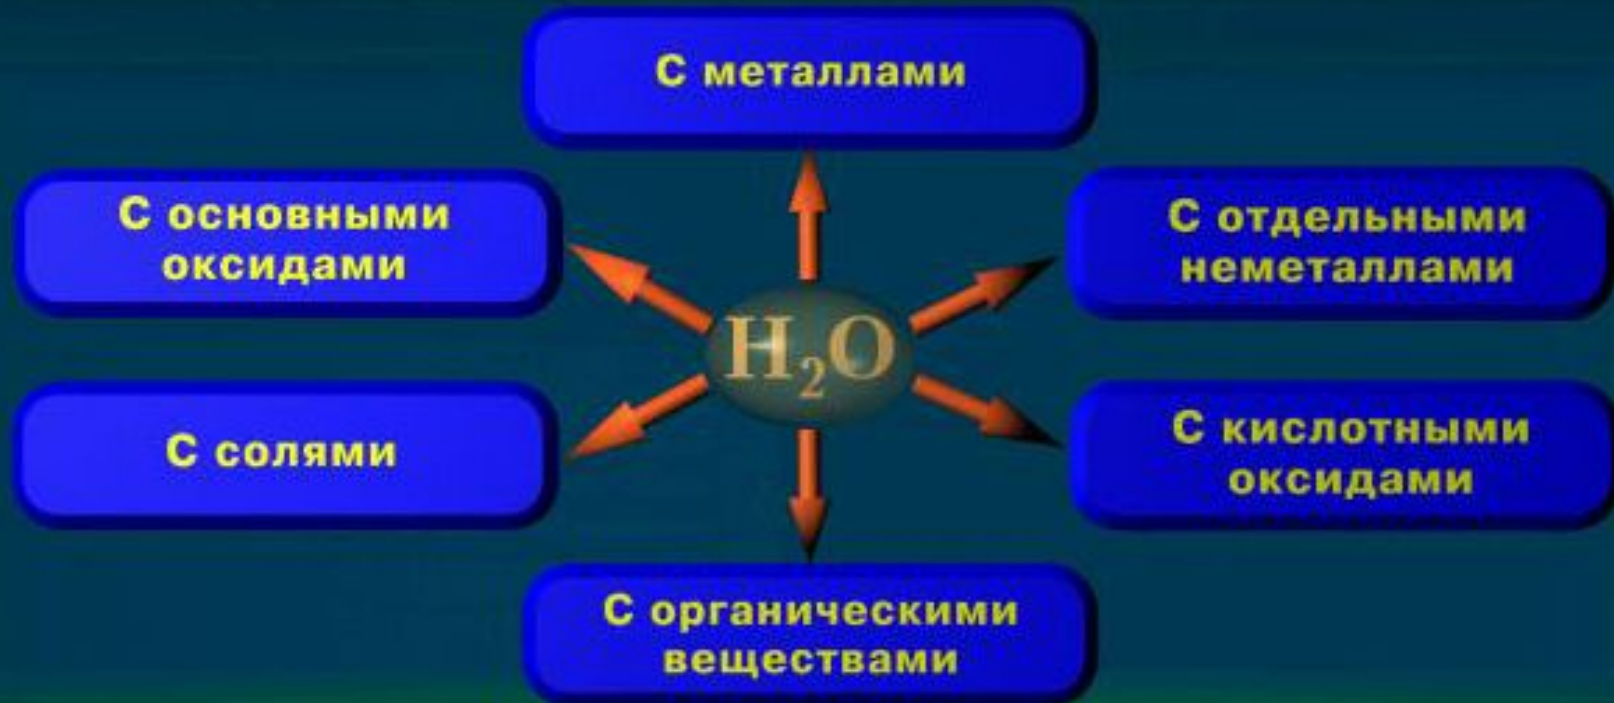 С металлами
С основными
оксидами
С отдельными
неметаллами
H₂O
С солями
С кислотными
оксидами
С органическими
веществами